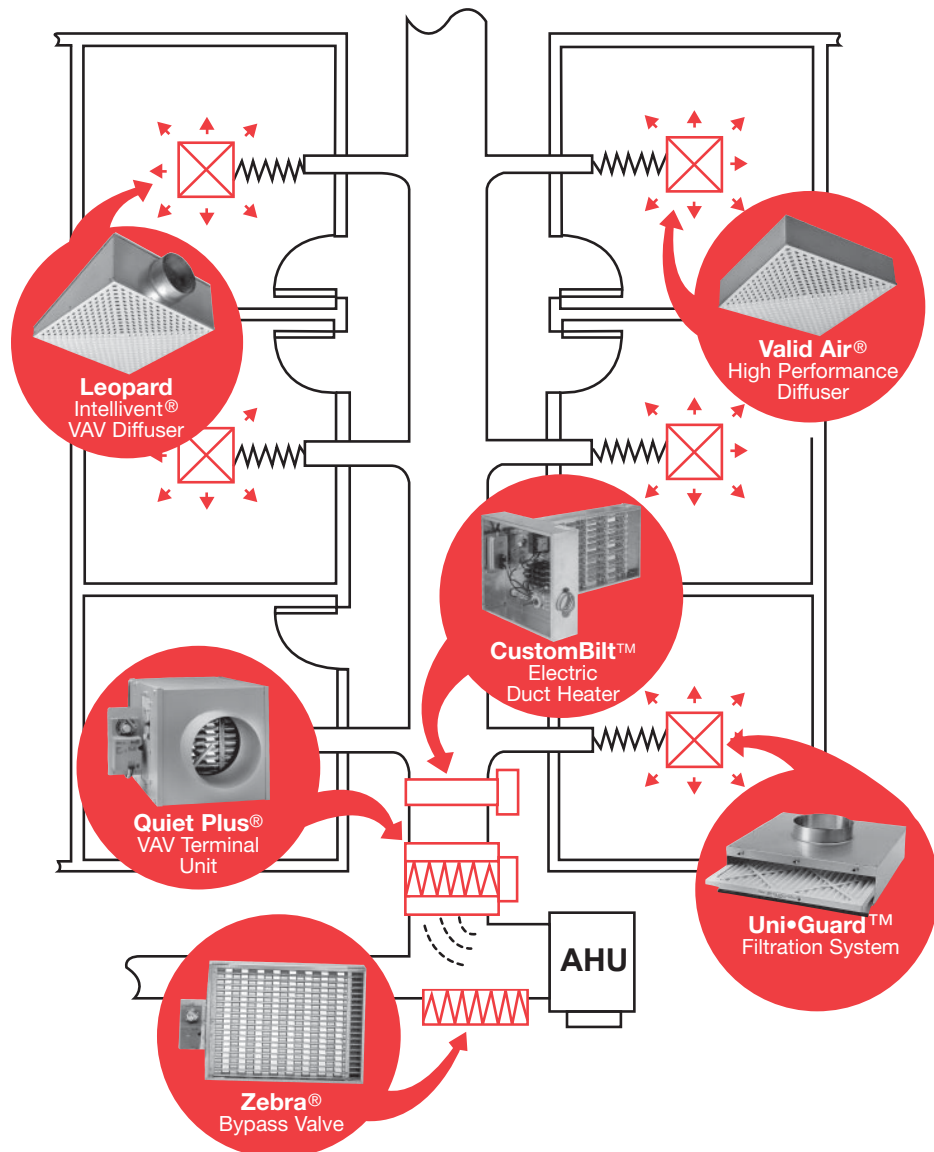 Leopard
Intellivent®
VAV Diffuser
Valid Air®
High Performance
Diffuser
CustomBilt™
Electric
Duct Heater
Quiet Plus®
VAV Terminal
Unit
Uni•Guard™
Filtration System
AHU
Zebra®
Bypass Valve